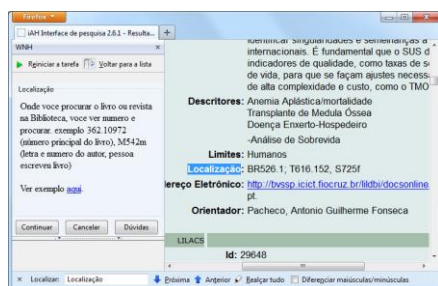 Firefox
iAH Interface de pesquisa 2.6.1 - Resulta...
WNH
Reiniciar a tarefa Voltar para a lista
Localização
Onde voce procurar o livro ou revista
na Biblioteca, voce ver numero e
procurar. exemplo 362.10972
(número principal do livro), M542m
(letra e numero do autor, pessoa
escreveu livro)
Ver exemplo aqui.
Continuar Cancelar Dúvidas
identificar singularidades e semelhanças a
internacionais. É fundamental que o SUS d
indicadores de qualidade, como taxas de s
de vida, para que se façam ajustes necess
de alta complexidade e custo, como o TMO
Descritores: Anemia Aplástica/mortalidade
Transplante de Medula Óssea
Doença Enxerto-Hospedeiro
-Análise de Sobrevida
Limites: Humanos
Localização: BR526.1; T616.152, S725f
ereço Eletrônico: http://bvssp.icict.fiocruz.br/lildbi/docsonline
pt.
Orientador: Pacheco, Antonio Guilherme Fonseca
LILACS
Id: 29648
Localizar: Localização Próxima Anterior Realçar tudo Diferenciar maiúsculas/minúsculas